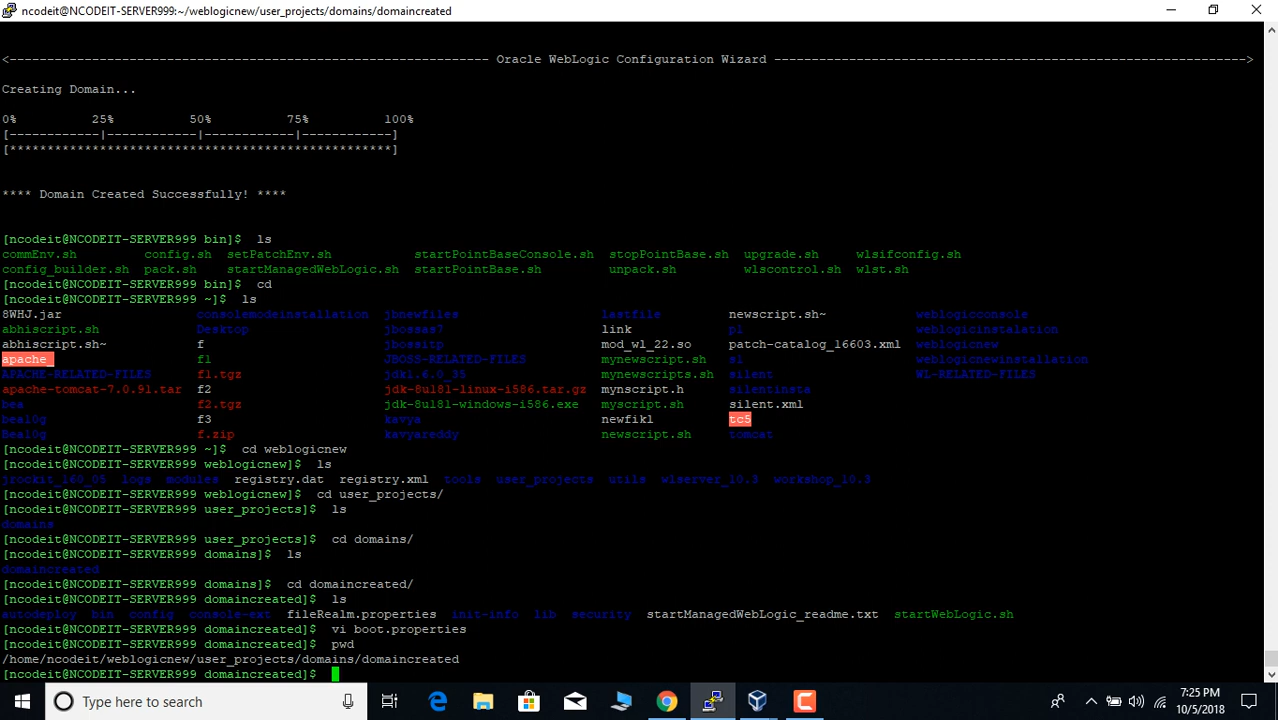 ncodeit@NCODEIT-SERVER999:~/weblogicnew/user_projects/domains/domaincreated
<---------------------------------------------------------------- Oracle WebLogic Configuration Wizard --------------------------------------------------------------->
Creating Domain...
0% 25% 50% 75% 100%
[------------|------------|------------|------------]
[***************************************************]
**** Domain Created Successfully! ****
[ncodeit@NCODEIT-SERVER999 bin]$ ls
commEnv.sh config.sh setPatchEnv.sh startPointBaseConsole.sh stopPointBase.sh upgrade.sh wlsifconfig.sh
config_builder.sh pack.sh startManagedWebLogic.sh startPointBase.sh unpack.sh wlscontrol.sh wlst.sh
[ncodeit@NCODEIT-SERVER999 bin]$ cd
[ncodeit@NCODEIT-SERVER999 ~]$ ls
8WHJ.jar consolemodeinstallation jbnewfiles lastfile newscript.sh~ weblogicconsole
abhiscript.sh Desktop jbossas7 link p1 weblogicinstalation
abhiscript.sh~ f jbossitp mod_wl_22.so patch-catalog_16603.xml weblogicnew
apache_ f1 JBOSS-RELATED-FILES mynewscript.sh s1 weblogicnewinstallation
APACHE-RELATED-FILES f1.tgz jdk1.6.0_35 mynewscripts.sh silent WL-RELATED-FILES
apache-tomcat-7.0.91.tar f2 jdk-8u181-linux-i586.tar.gz mynscript.h silentinsta
bea f2.tgz jdk-8u181-windows-i586.exe myscript.sh silent.xml
bea10g f3 kavya newfikl tc5
Bea10g f.zip kavyareddy newscript.sh tomcat
[ncodeit@NCODEIT-SERVER999 ~]$ cd weblogicnew
[ncodeit@NCODEIT-SERVER999 weblogicnew]$ ls
jrockit_160_05 logs modules registry.dat registry.xml tools user_projects utils wlserver_10.3 workshop_10.3
[ncodeit@NCODEIT-SERVER999 weblogicnew]$ cd user_projects/
[ncodeit@NCODEIT-SERVER999 user_projects]$ ls
domains
[ncodeit@NCODEIT-SERVER999 user_projects]$ cd domains/
[ncodeit@NCODEIT-SERVER999 domains]$ ls
domaincreated
[ncodeit@NCODEIT-SERVER999 domains]$ cd domaincreated/
[ncodeit@NCODEIT-SERVER999 domaincreated]$ ls
autodeploy bin config console-ext fileRealm.properties init-info lib security startManagedWebLogic_readme.txt startWebLogic.sh
[ncodeit@NCODEIT-SERVER999 domaincreated]$ vi boot.properties
[ncodeit@NCODEIT-SERVER999 domaincreated]$ pwd
/home/ncodeit/weblogicnew/user_projects/domains/domaincreated
[ncodeit@NCODEIT-SERVER999 domaincreated]$
Type here to search
7:25 PM
10/5/2018